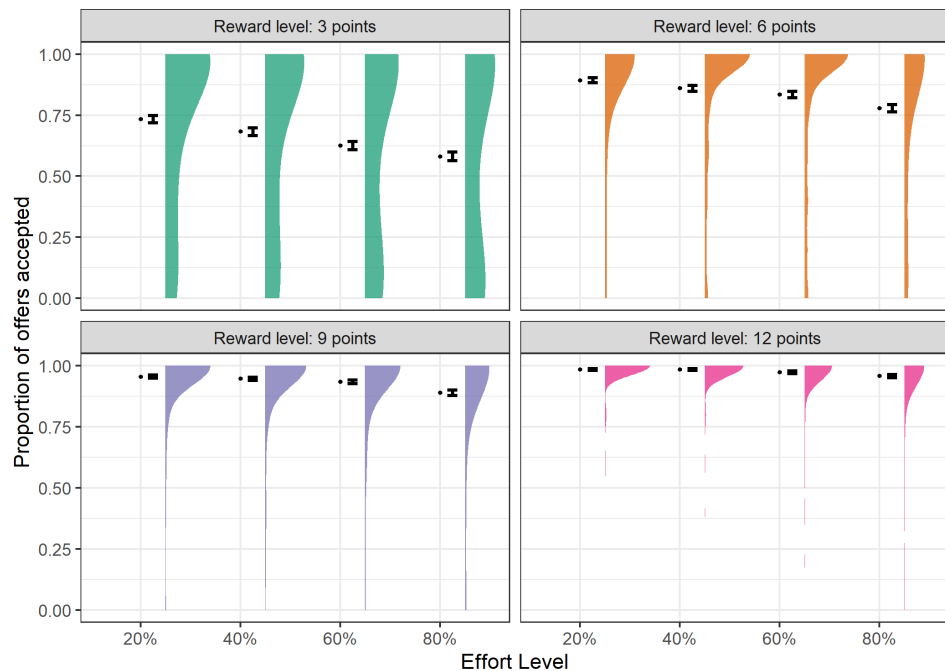 Reward level: 3 points
Reward level: 6 points
1.00
0.75
0.50
0.25
0.00
Reward level: 9 points
Reward level: 12 points
1.00
0.75
0.50
0.25
0.00
20% 40% 60% 80%
20% 40% 60% 80%
Effort Level
Proportion of offers accepted